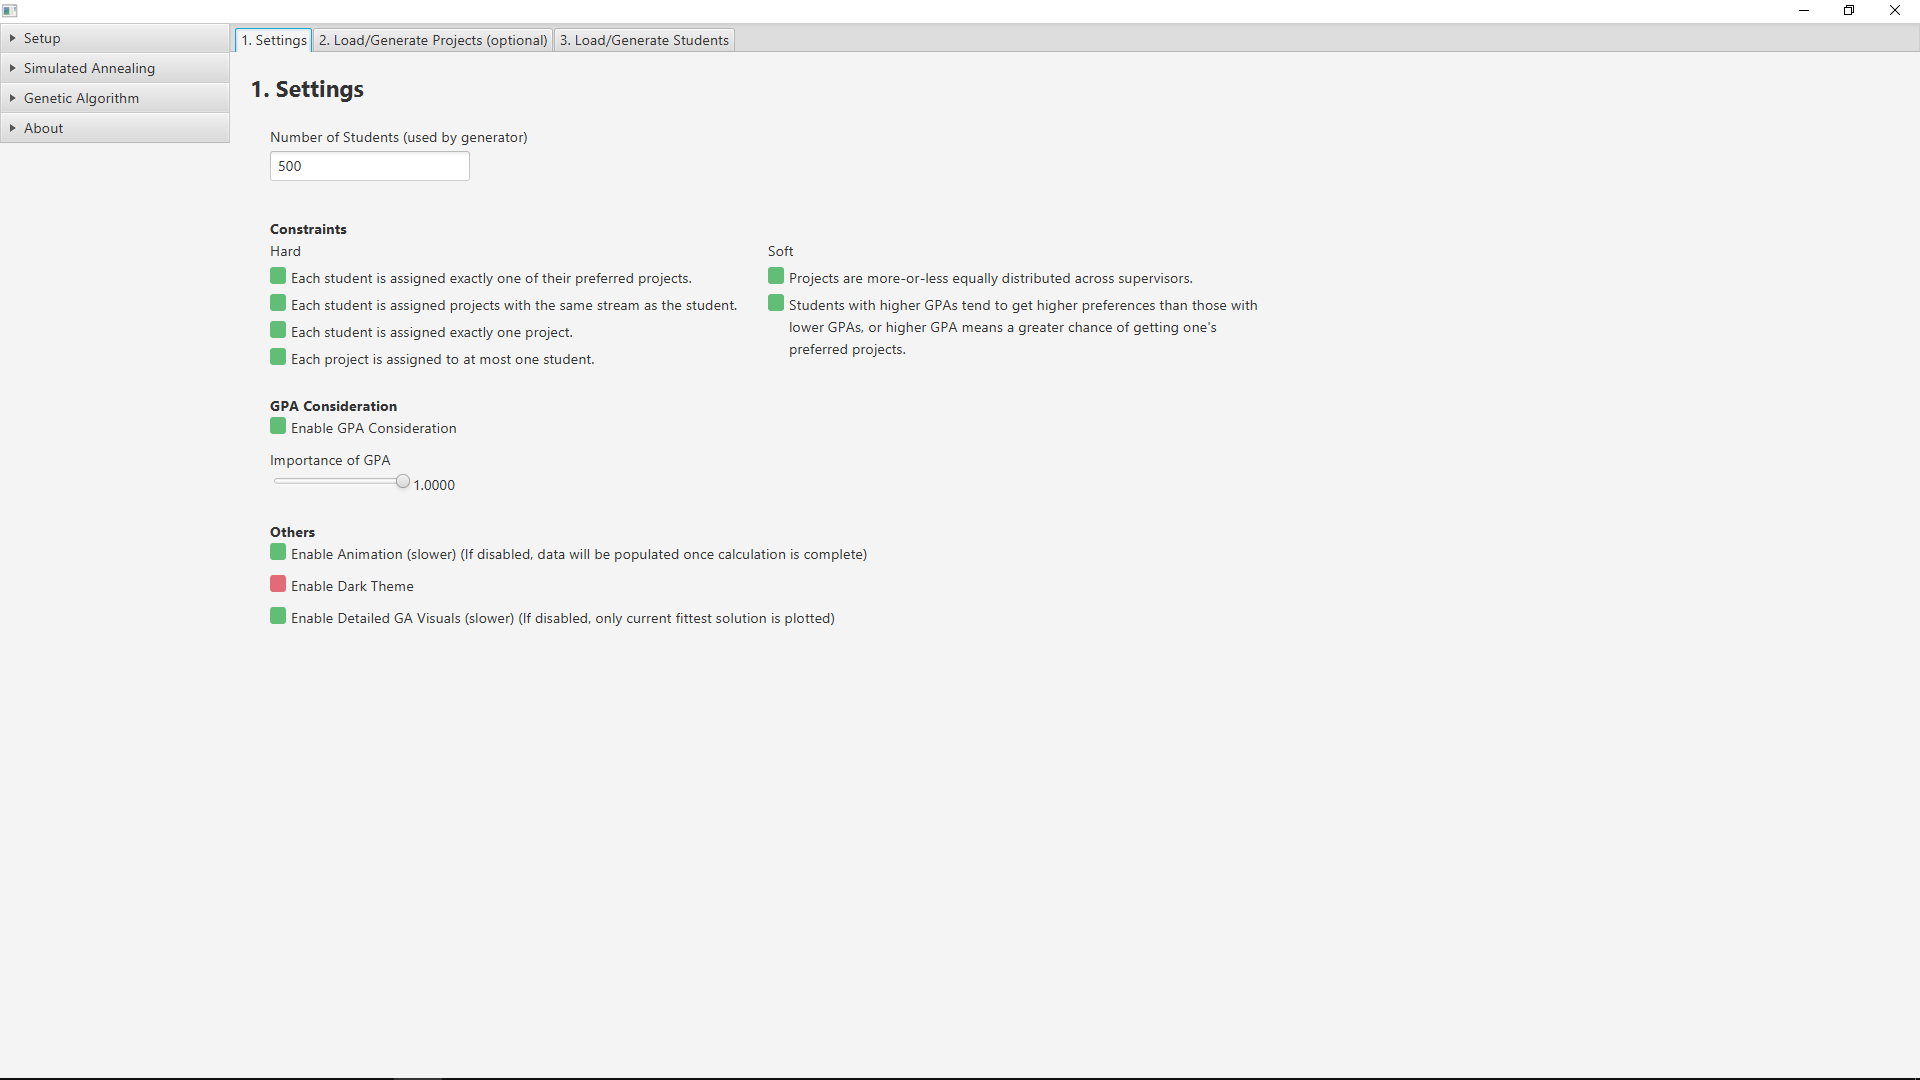 Setup
Simulated Annealing
Genetic Algorithm
About
1. Settings
2. Load/Generate Projects (optional)
3. Load/Generate Students
1. Settings
Number of Students (used by generator)
500
Constraints
Hard
Each student is assigned exactly one of their preferred projects.
Each student is assigned projects with the same stream as the student.
Each student is assigned exactly one project.
Each project is assigned to at most one student.
Soft
Projects are more-or-less equally distributed across supervisors.
Students with higher GPAs tend to get higher preferences than those with
lower GPAs, or higher GPA means a greater chance of getting one's
preferred projects.
GPA Consideration
Enable GPA Consideration
Importance of GPA
1.0000
Others
Enable Animation (slower) (If disabled, data will be populated once calculation is complete)
Enable Dark Theme
Enable Detailed GA Visuals (slower) (If disabled, only current fittest solution is plotted)